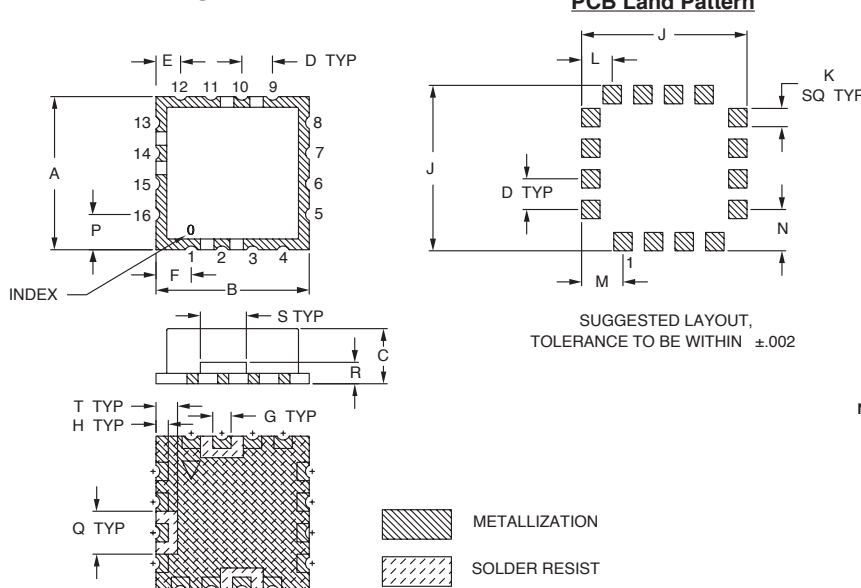 PCB Land Pattern
E
D TYP
12 11 10 9
13
14
15
16
8
7
6
5
A
P
0
1 2 3 4
F
B
INDEX
J
L
K
SQ TYP
J
D TYP
N
1
M
SUGGESTED LAYOUT,
TOLERANCE TO BE WITHIN ±.002
S TYP
C
R
T TYP
H TYP
G TYP
Q TYP
METALLIZATION
SOLDER RESIST